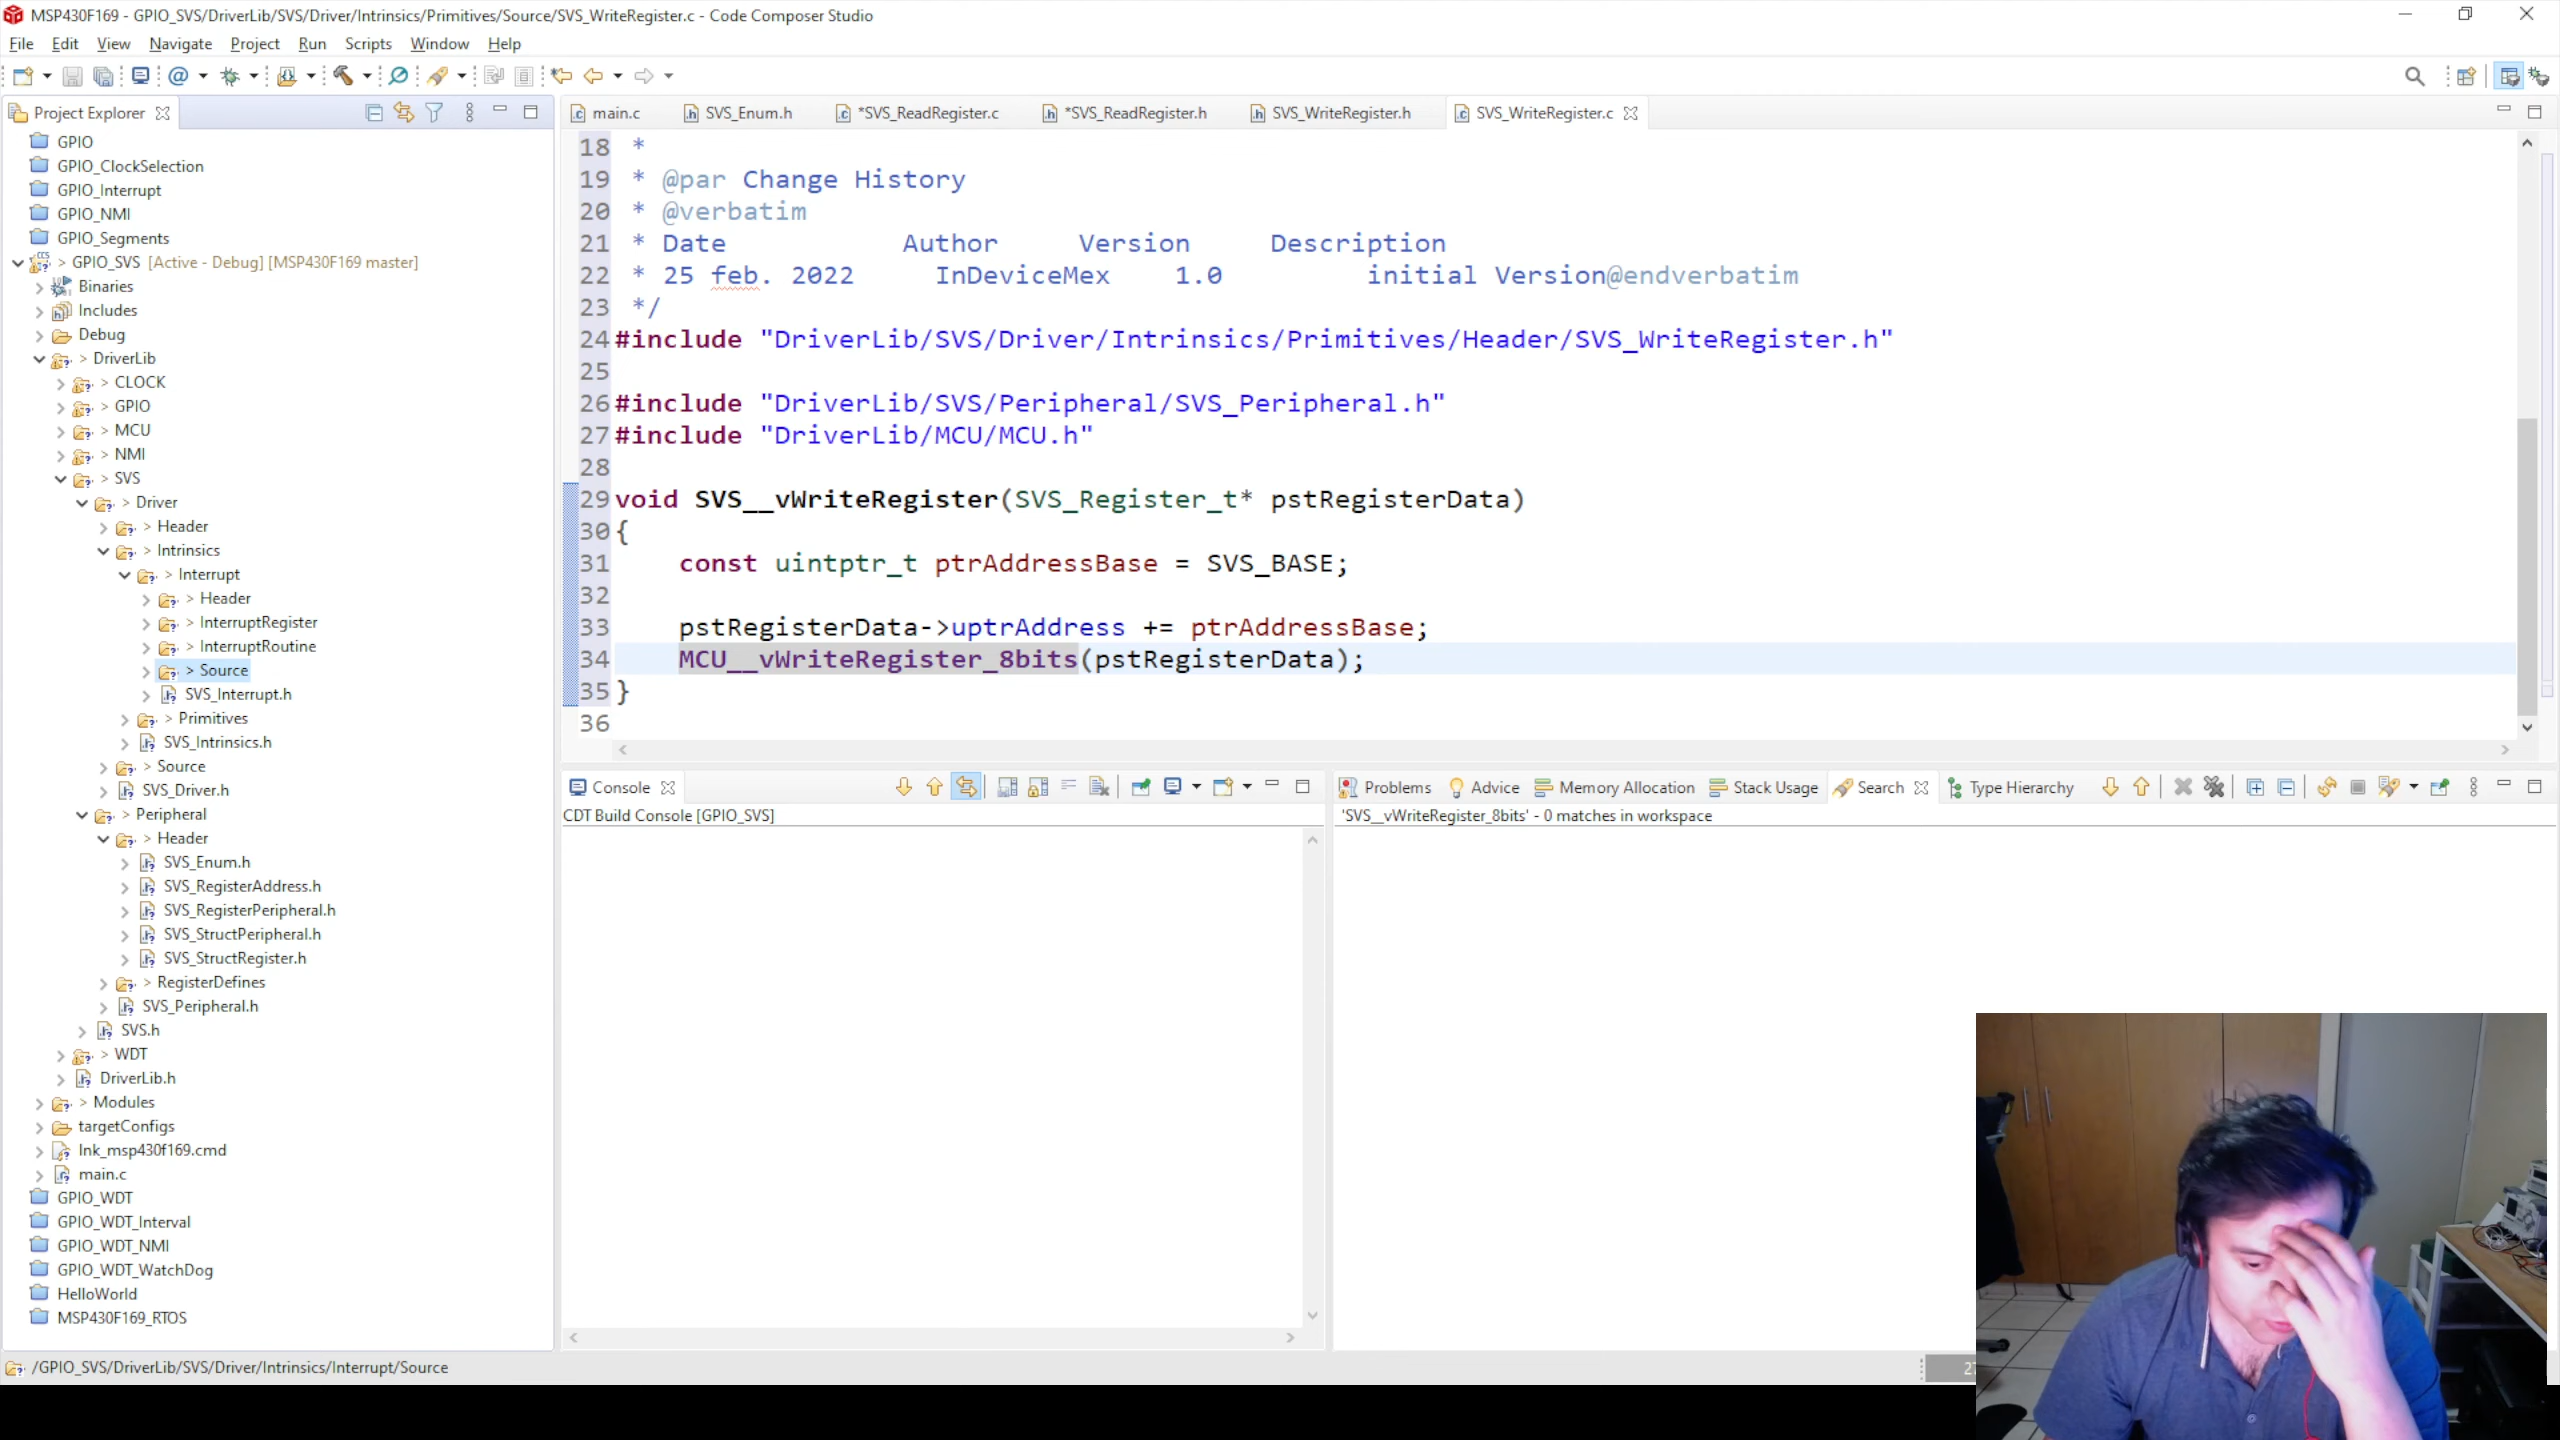 MSP430F169 - GPIO_SVS/DriverLib/SVS/Driver/Intrinsics/Primitives/Source/SVS_WriteRegister.c - Code Composer Studio
File Edit View Navigate Project Run Scripts Window Help
Project Explorer
GPIO
GPIO_ClockSelection
GPIO_Interrupt
GPIO_NMI
GPIO_Segments
> GPIO_SVS [Active - Debug] [MSP430F169 master]
Binaries
Includes
Debug
> DriverLib
> CLOCK
> GPIO
> MCU
> NMI
> SVS
> Driver
> Header
> Intrinsics
> Interrupt
> Header
> InterruptRegister
> InterruptRoutine
> Source
SVS_Interrupt.h
> Primitives
SVS_Intrinsics.h
> Source
SVS_Driver.h
> Peripheral
> Header
SVS_Enum.h
SVS_RegisterAddress.h
SVS_RegisterPeripheral.h
SVS_StructPeripheral.h
SVS_StructRegister.h
> RegisterDefines
SVS_Peripheral.h
SVS.h
> WDT
DriverLib.h
> Modules
targetConfigs
lnk_msp430f169.cmd
main.c
GPIO_WDT
GPIO_WDT_Interval
GPIO_WDT_NMI
GPIO_WDT_WatchDog
HelloWorld
MSP430F169_RTOS
main.c SVS_Enum.h *SVS_ReadRegister.c *SVS_ReadRegister.h SVS_WriteRegister.h SVS_WriteRegister.c
18 *
19 * @par Change History
20 * @verbatim
21 * Date Author Version Description
22 * 25 feb. 2022 InDeviceMex 1.0 initial Version@endverbatim
23 */
24 #include "DriverLib/SVS/Driver/Intrinsics/Primitives/Header/SVS_WriteRegister.h"
25
26 #include "DriverLib/SVS/Peripheral/SVS_Peripheral.h"
27 #include "DriverLib/MCU/MCU.h"
28
29 void SVS__vWriteRegister(SVS_Register_t* pstRegisterData)
30 {
31 const uintptr_t ptrAddressBase = SVS_BASE;
32
33 pstRegisterData->uptrAddress += ptrAddressBase;
34 MCU__vWriteRegister_8bits(pstRegisterData);
35 }
36
Console
CDT Build Console [GPIO_SVS]
Problems Advice Memory Allocation Stack Usage Search Type Hierarchy
'SVS__vWriteRegister_8bits' - 0 matches in workspace
/GPIO_SVS/DriverLib/SVS/Driver/Intrinsics/Interrupt/Source